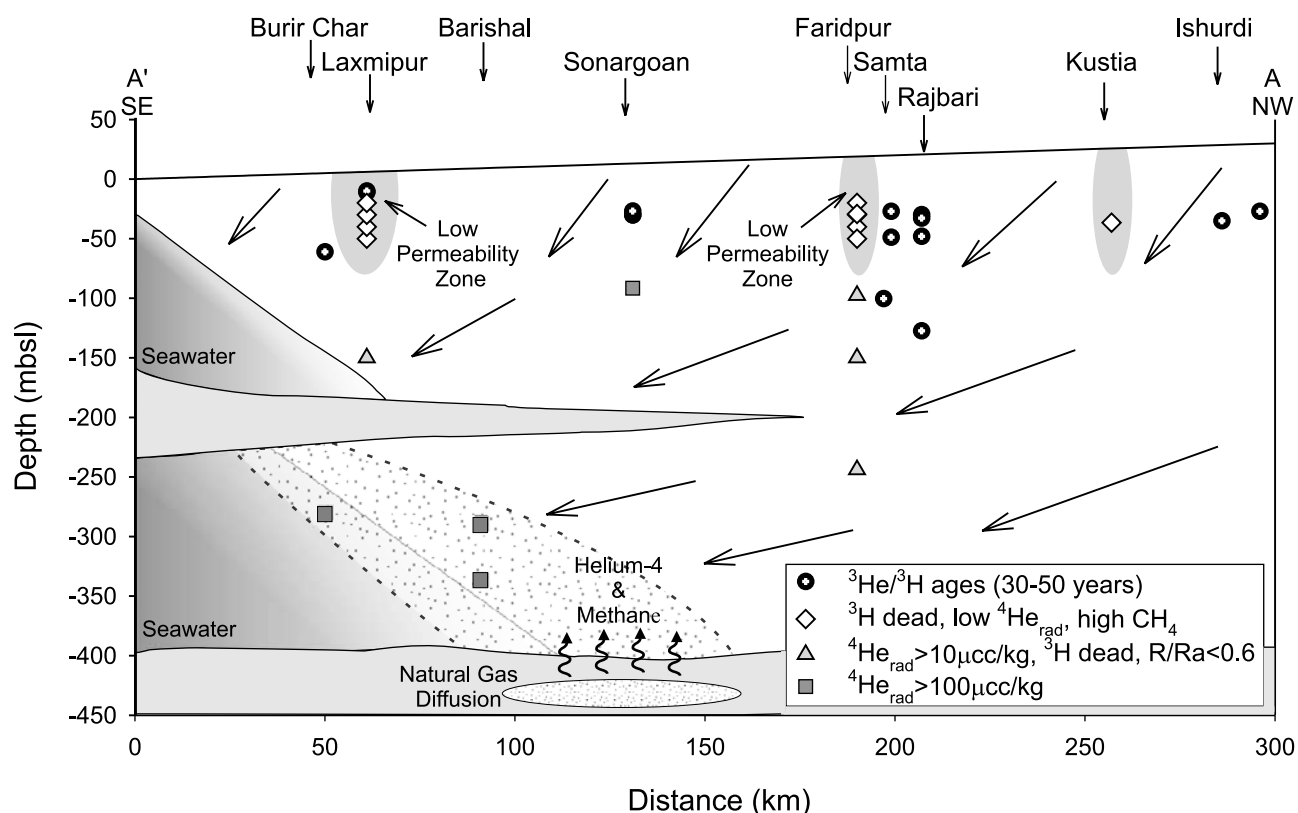 Burir Char
Barishal
Faridpur
Ishurdi
Laxmipur
Sonargoan
Samta
Kustia
A'
SE
Rajbari
A
NW
50
0
-50
-100
-150
-200
-250
-300
-350
-400
-450
Depth (mbsl)
Low
Permeability
Zone
Low
Permeability
Zone
Seawater
Seawater
Helium-4
&
Methane
Natural Gas
Diffusion
³He/³H ages (30-50 years)
³H dead, low ⁴He_rad, high CH₄
⁴He_rad>10μcc/kg, ³H dead, R/Ra<0.6
⁴He_rad>100μcc/kg
0 50 100 150 200 250 300
Distance (km)